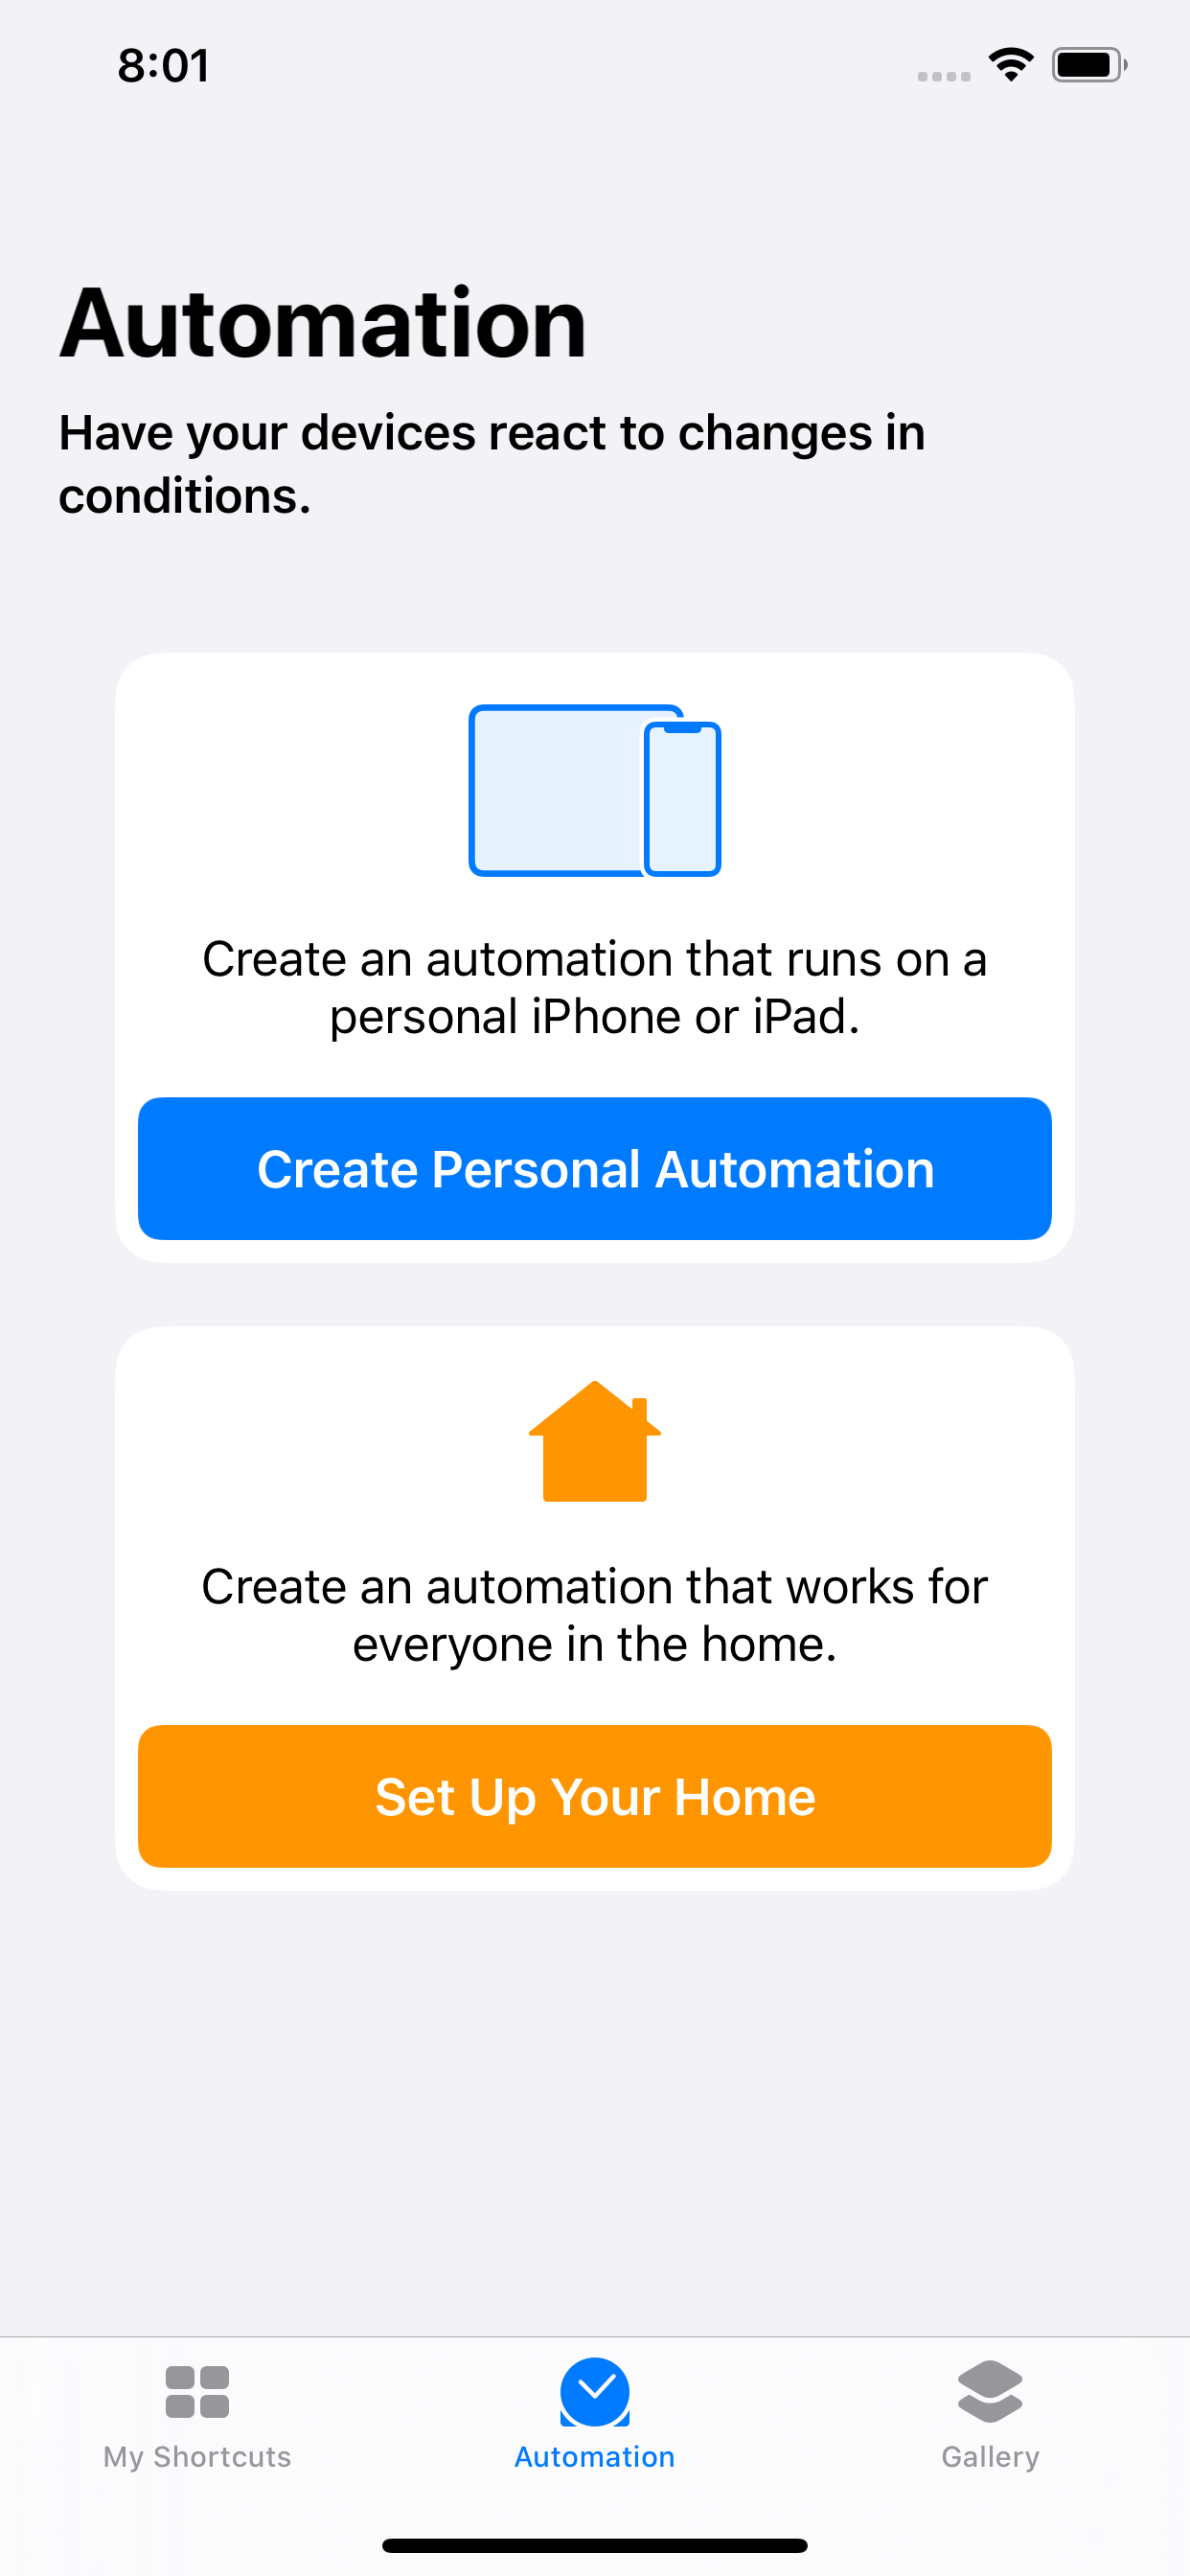 8:01
Automation
Have your devices react to changes in
conditions.
Create an automation that runs on a
personal iPhone or iPad.
Create Personal Automation
Create an automation that works for
everyone in the home.
Set Up Your Home
My Shortcuts
Automation
Gallery